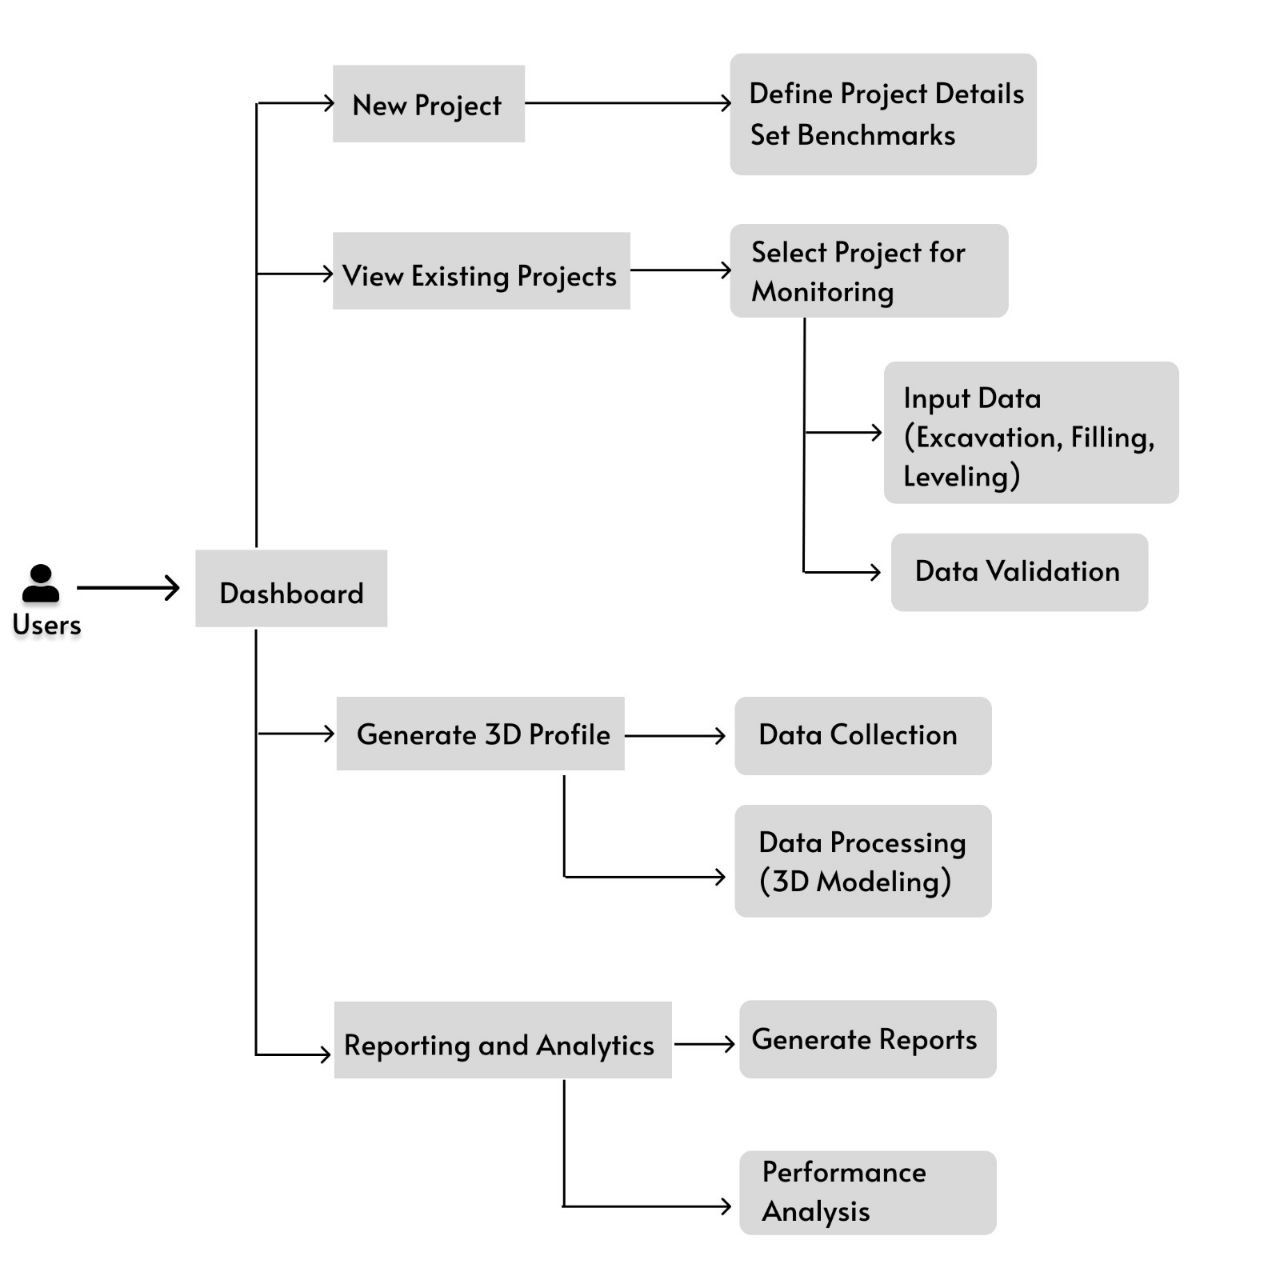 New Project
Define Project Details
Set Benchmarks
View Existing Projects
Select Project for
Monitoring
Input Data
(Excavation, Filling,
Leveling)
Data Validation
Users
Dashboard
Generate 3D Profile
Data Collection
Data Processing
(3D Modeling)
Reporting and Analytics
Generate Reports
Performance
Analysis